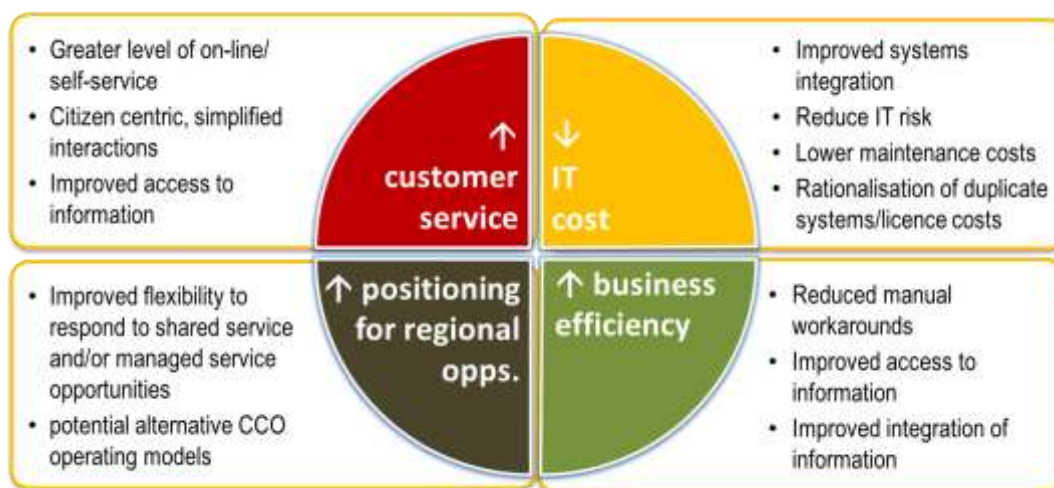 • Greater level of on-line/
self-service
• Citizen centric, simplified
interactions
• Improved access to
information
↑
customer
service
↓
IT
cost
• Improved systems
integration
• Reduce IT risk
• Lower maintenance costs
• Rationalisation of duplicate
systems/licence costs
• Improved flexibility to
respond to shared service
and/or managed service
opportunities
• potential alternative CCO
operating models
↑ positioning
for regional
opps.
↑ business
efficiency
• Reduced manual
workarounds
• Improved access to
information
• Improved integration of
information